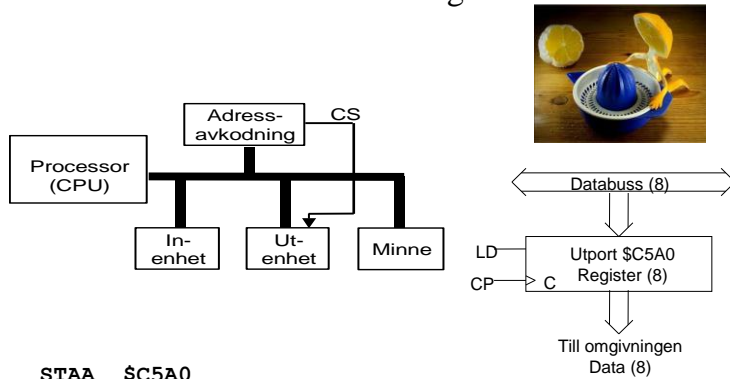 Adress-
avkodning
CS
Processor
(CPU)
In-
enhet
Ut-
enhet
Minne
Databuss (8)
LD
CP
C
Utport $C5A0
Register (8)
Till omgivningen
Data (8)
STAA $C5A0